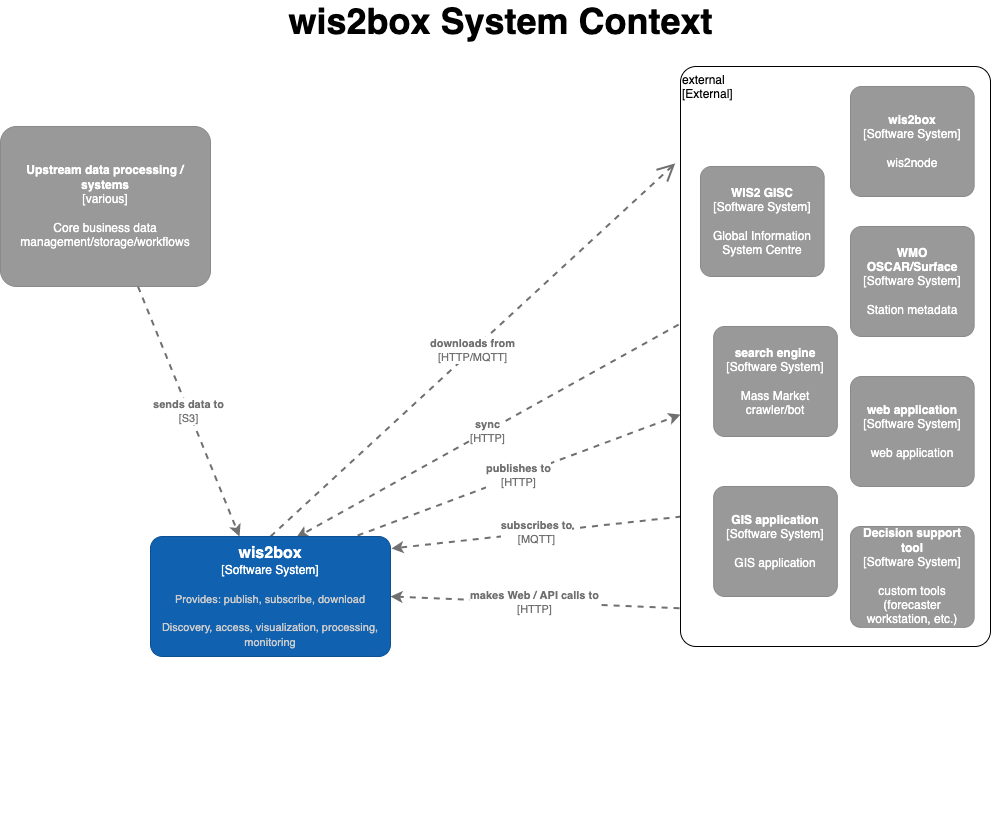 wis2box System Context
external
[External]
wis2box
[Software System]
wis2node
Upstream data processing /
systems
[various]
Core business data
management/storage/workflows
WIS2 GISC
[Software System]
Global Information
System Centre
WMO
OSCAR/Surface
[Software System]
Station metadata
downloads from
[HTTP/MQTT]
search engine
[Software System]
Mass Market
crawler/bot
sends data to
[S3]
web application
[Software System]
web application
sync
[HTTP]
publishes to
[HTTP]
subscribes to
[MQTT]
GIS application
[Software System]
GIS application
Decision support
tool
[Software System]
custom tools
(forecaster
workstation, etc.)
wis2box
[Software System]
Provides: publish, subscribe, download
Discovery, access, visualization, processing,
monitoring
makes Web / API calls to
[HTTP]